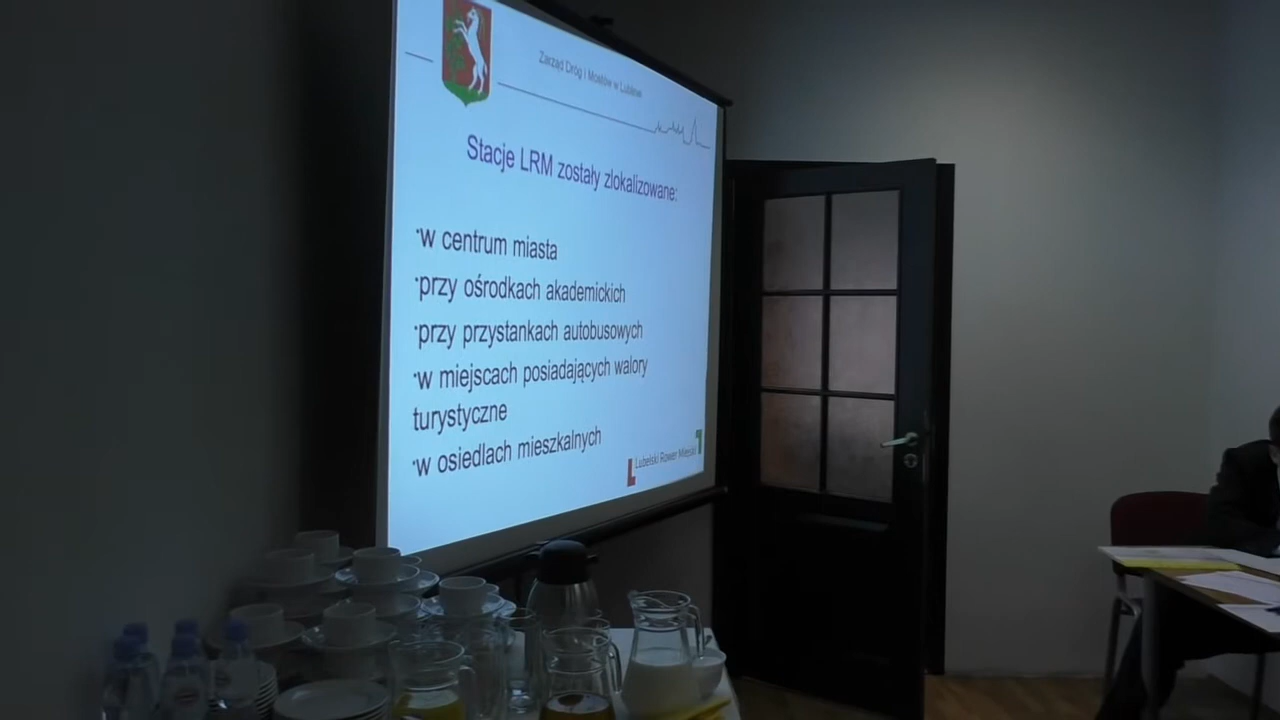 Zarząd Dróg i Mostów w Lublinie
Stacje LRM zostały zlokalizowane:
·w centrum miasta
·przy ośrodkach akademickich
·przy przystankach autobusowych
·w miejscach posiadających walory
turystyczne
·w osiedlach mieszkalnych
Lubelski Rower Miejski